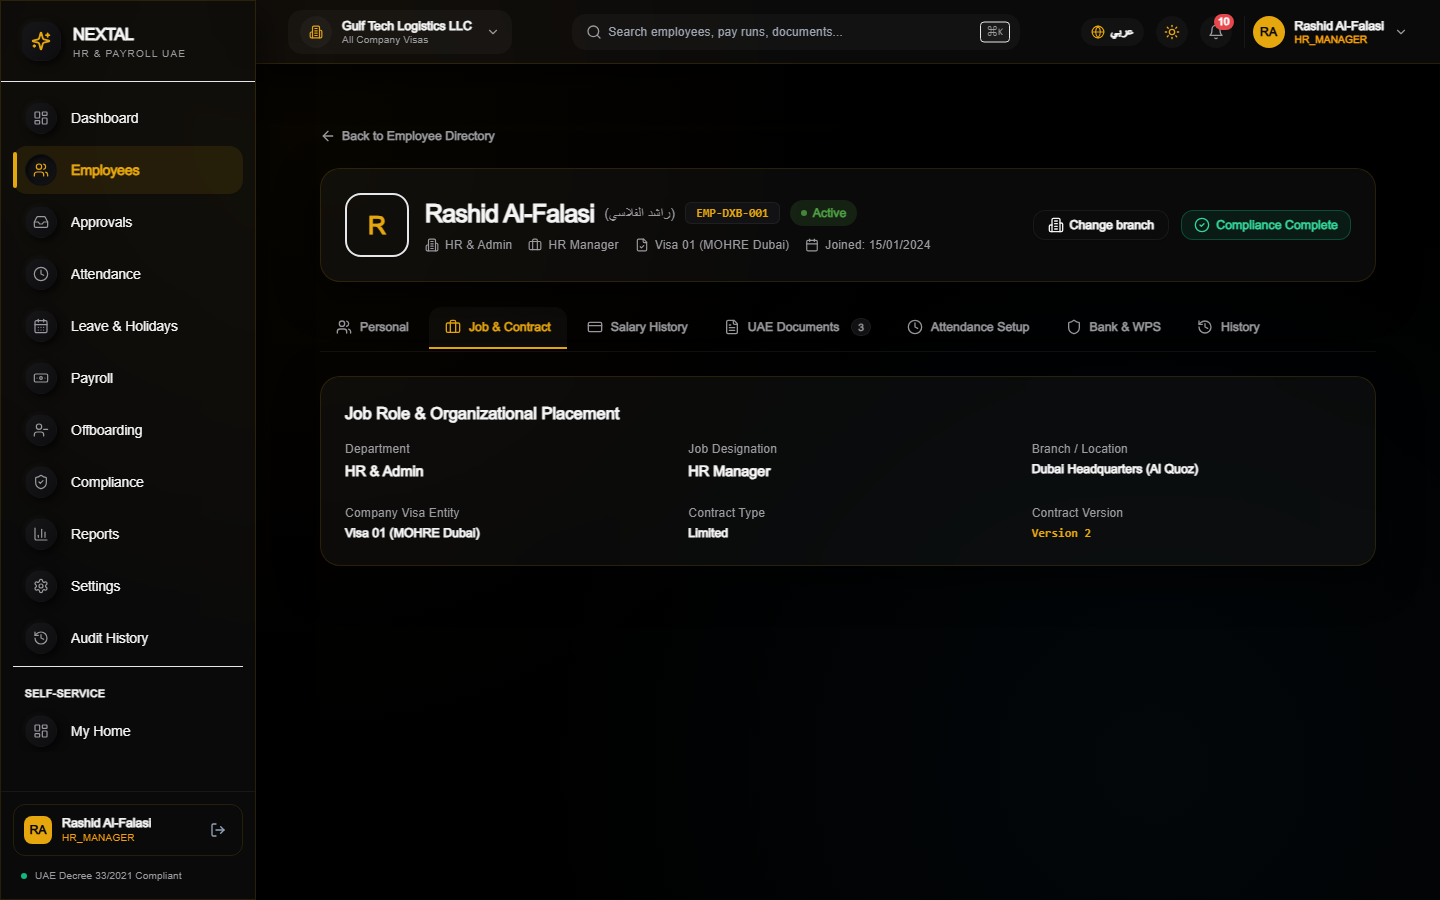 NEXTAL
HR & PAYROLL UAE
Dashboard
Employees
Approvals
Attendance
Leave & Holidays
Payroll
Offboarding
Compliance
Reports
Settings
Audit History
SELF-SERVICE
My Home
RA
Rashid Al-Falasi
HR_MANAGER
UAE Decree 33/2021 Compliant
Gulf Tech Logistics LLC
All Company Visas
Search employees, pay runs, documents...
⌘K
عربي
10
RA
Rashid Al-Falasi
HR_MANAGER
Back to Employee Directory
R
Rashid Al-Falasi (راشد الفلاسي) EMP-DXB-001 Active
HR & Admin HR Manager Visa 01 (MOHRE Dubai) Joined: 15/01/2024
Change branch
Compliance Complete
Personal Job & Contract Salary History UAE Documents 3 Attendance Setup Bank & WPS History
Job Role & Organizational Placement
Department
HR & Admin
Job Designation
HR Manager
Branch / Location
Dubai Headquarters (Al Quoz)
Company Visa Entity
Visa 01 (MOHRE Dubai)
Contract Type
Limited
Contract Version
Version 2